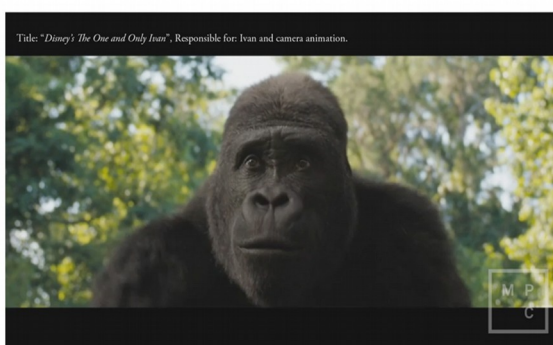 Title: “Disney’s The One and Only Ivan”, Responsible for: Ivan and camera animation.
M P
C